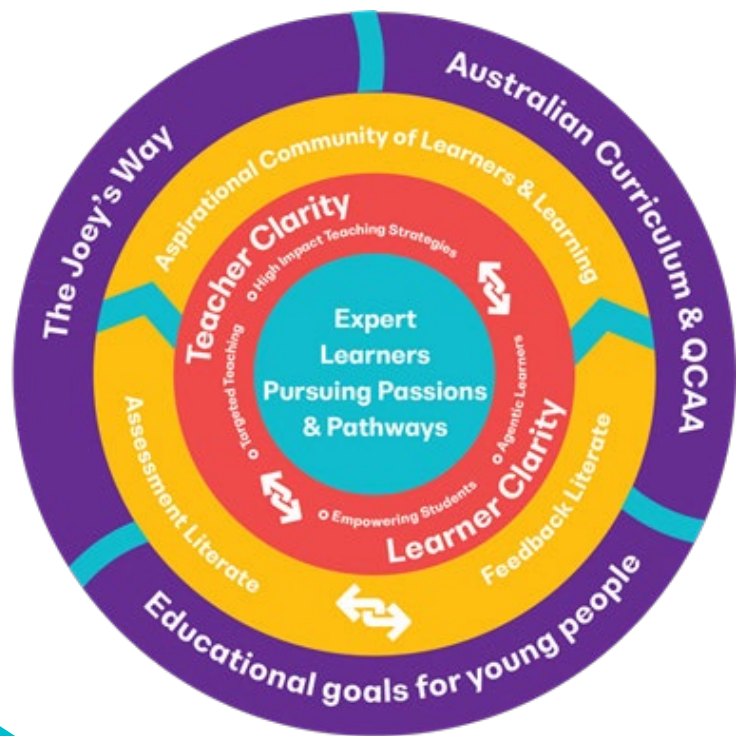 The Joey's Way
Australian Curriculum & QCAA
Educational goals for young people
Aspirational Community of Learners & Learning
Assessment Literate
Feedback Literate
Teacher Clarity
High Impact Teaching Strategies
Targeted Teaching
Learner Clarity
Agentic Learners
Empowering Students
Expert
Learners
Pursuing Passions
& Pathways